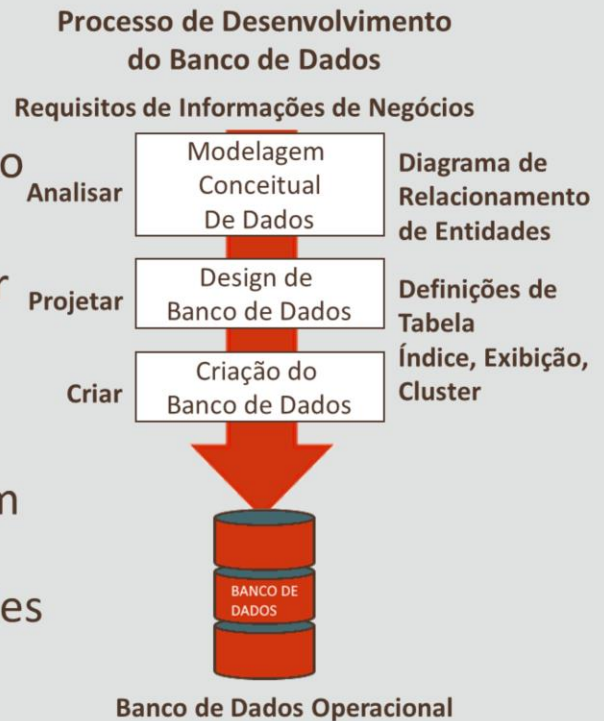 Processo de Desenvolvimento
do Banco de Dados
Requisitos de Informações de Negócios
o
Analisar
Modelagem
Conceitual
De Dados
Diagrama de
Relacionamento
de Entidades
r
Projetar
Design de
Banco de Dados
Definições de
Tabela
Índice, Exibição,
Cluster
Criar
Criação do
Banco de Dados
m
es
BANCO DE
DADOS
Banco de Dados Operacional